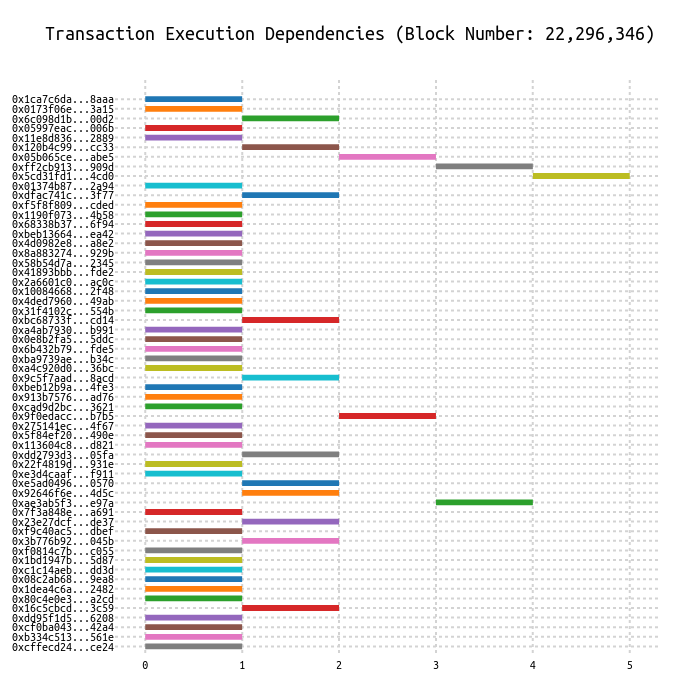 Transaction Execution Dependencies (Block Number: 22,296,346)
0x1ca7c6da...8aaa
0x0173f06e...3a15
0x6c098d1b...00d2
0x05997eac...006b
0x11e8d836...2889
0x120b4c99...cc33
0x05b065ce...abe5
0xff2cb913...909d
0x5cd31fd1...4cd0
0x01374b87...2a94
0xdfac741c...3f77
0xf5f8f809...cded
0x1190f073...4b58
0x68338b37...6f94
0xbeb13664...ea42
0x4d0982e8...a8e2
0x8a883274...929b
0x58b54d7a...2345
0x41893bbb...fde2
0x2a6601c0...ac0c
0x10084668...2f48
0x4ded7960...49ab
0x31f4102c...554b
0xbc68733f...cd14
0xa4ab7930...b991
0x0e8b2fa5...5ddc
0x6b432b79...fde5
0xba9739ae...b34c
0xa4c920d0...36bc
0x9c5f7aad...8acd
0xbeb12b9a...4fe3
0x913b7576...ad76
0xcad9d2bc...3621
0x9f0edacc...b7b5
0x275141ec...4f67
0x5f84ef20...490e
0x113604c8...d821
0xdd2793d3...05fa
0x22f4819d...931e
0xe3d4caaf...f911
0xe5ad0496...0570
0x92646f6e...4d5c
0xae3ab5f3...e97a
0x7f3a848e...a691
0x23e27dcf...de37
0xf9c40ac5...dbef
0x3b776b92...045b
0xf0814c7b...c055
0x1bd1947b...5d87
0xc1c14aeb...dd3d
0x08c2ab68...9ea8
0x1dea4c6a...2482
0x80c4e0e3...a2cd
0x16c5cbcd...3c59
0xdd95f1d5...6208
0xcf0ba043...42a4
0xb334c513...561e
0xcffecd24...ce24
0 1 2 3 4 5